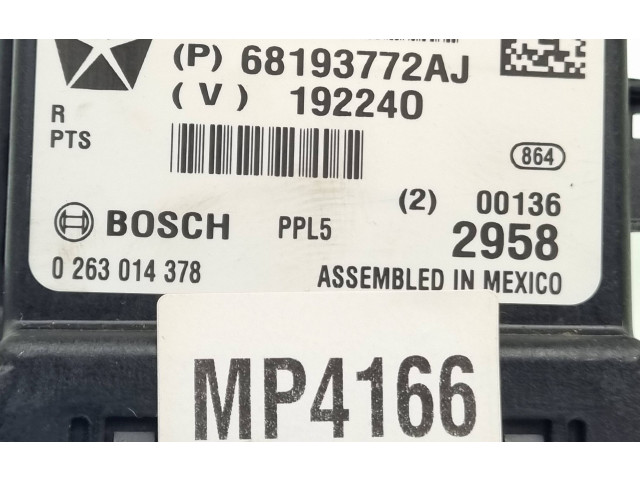 (P) 68193772AJ
(V) 192240
R
PTS
864
(2) 00136
BOSCH PPL5 2958
0 263 014 378 ASSEMBLED IN MEXICO
MP4166